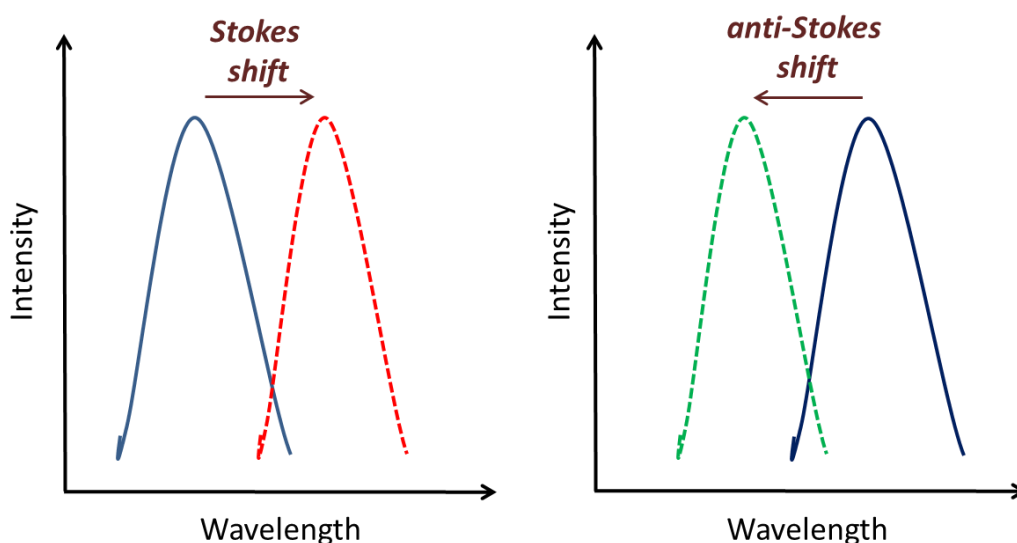 Stokes
shift
Intensity
Wavelength
anti-Stokes
shift
Intensity
Wavelength